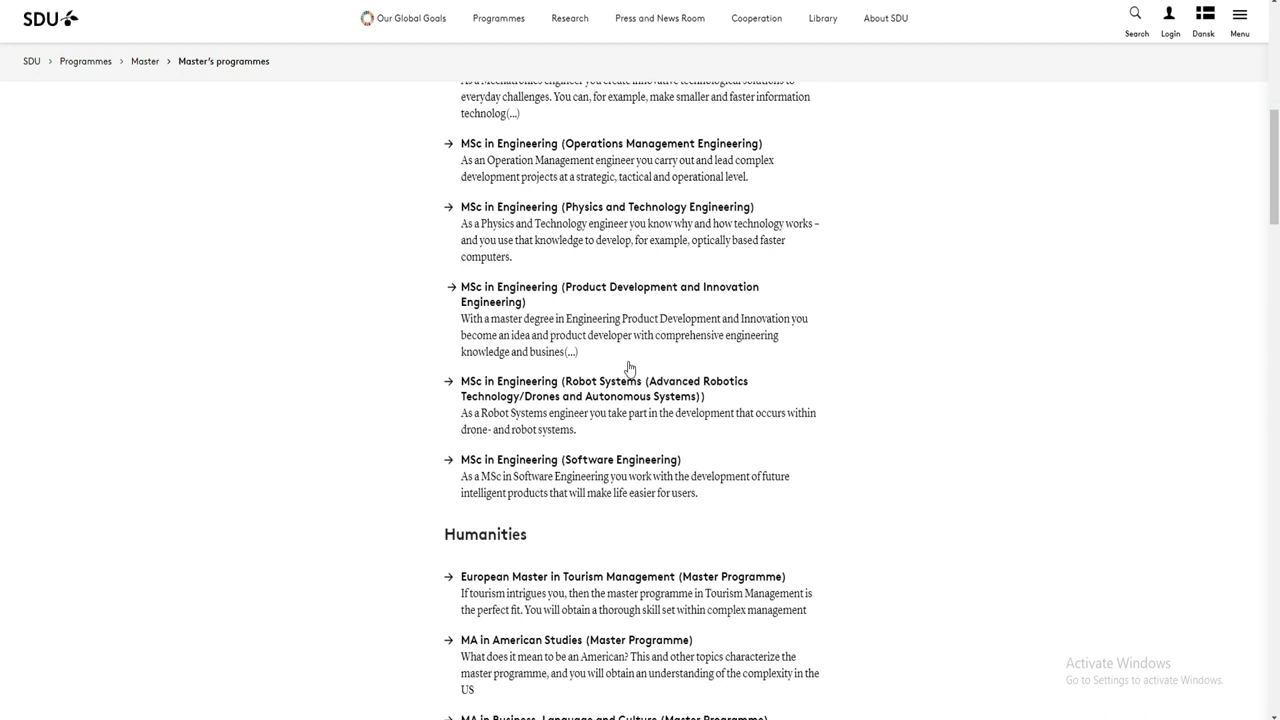 SDU
Our Global Goals
Programmes
Research
Press and News Room
Cooperation
Library
About SDU
Search
Login
Dansk
Menu
SDU > Programmes > Master > Master's programmes
As a Mechatronics engineer you create innovative technological solutions to
everyday challenges. You can, for example, make smaller and faster information
technolog(...)
→ MSc in Engineering (Operations Management Engineering)
As an Operation Management engineer you carry out and lead complex
development projects at a strategic, tactical and operational level.
→ MSc in Engineering (Physics and Technology Engineering)
As a Physics and Technology engineer you know why and how technology works –
and you use that knowledge to develop, for example, optically based faster
computers.
→ MSc in Engineering (Product Development and Innovation
Engineering)
With a master degree in Engineering Product Development and Innovation you
become an idea and product developer with comprehensive engineering
knowledge and busines(...)
→ MSc in Engineering (Robot Systems (Advanced Robotics
Technology/Drones and Autonomous Systems))
As a Robot Systems engineer you take part in the development that occurs within
drone- and robot systems.
→ MSc in Engineering (Software Engineering)
As a MSc in Software Engineering you work with the development of future
intelligent products that will make life easier for users.
Humanities
→ European Master in Tourism Management (Master Programme)
If tourism intrigues you, then the master programme in Tourism Management is
the perfect fit. You will obtain a thorough skill set within complex management
→ MA in American Studies (Master Programme)
What does it mean to be an American? This and other topics characterize the
master programme, and you will obtain an understanding of the complexity in the
US
MA in Business, Language and Culture (Master Programme)
Activate Windows
Go to Settings to activate Windows.